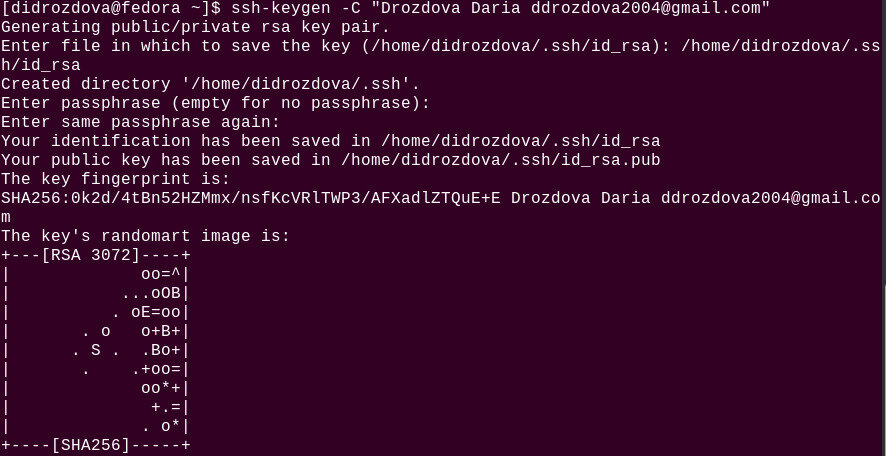 [didrozdova@fedora ~]$ ssh-keygen -C "Drozdova Daria ddrozdova2004@gmail.com"
Generating public/private rsa key pair.
Enter file in which to save the key (/home/didrozdova/.ssh/id_rsa): /home/didrozdova/.ss
h/id_rsa
Created directory '/home/didrozdova/.ssh'.
Enter passphrase (empty for no passphrase):
Enter same passphrase again:
Your identification has been saved in /home/didrozdova/.ssh/id_rsa
Your public key has been saved in /home/didrozdova/.ssh/id_rsa.pub
The key fingerprint is:
SHA256:0k2d/4tBn52HZMmx/nsfKcVRlTWP3/AFXadlZTQuE+E Drozdova Daria ddrozdova2004@gmail.co
m
The key's randomart image is:
+---[RSA 3072]----+
|             oo=^|
|           ...oOB|
|          . oE=oo|
|       . o   o+B+|
|      . S .  .Bo+|
|       .    .+oo=|
|             oo*+|
|              +.=|
|             . o*|
+----[SHA256]-----+